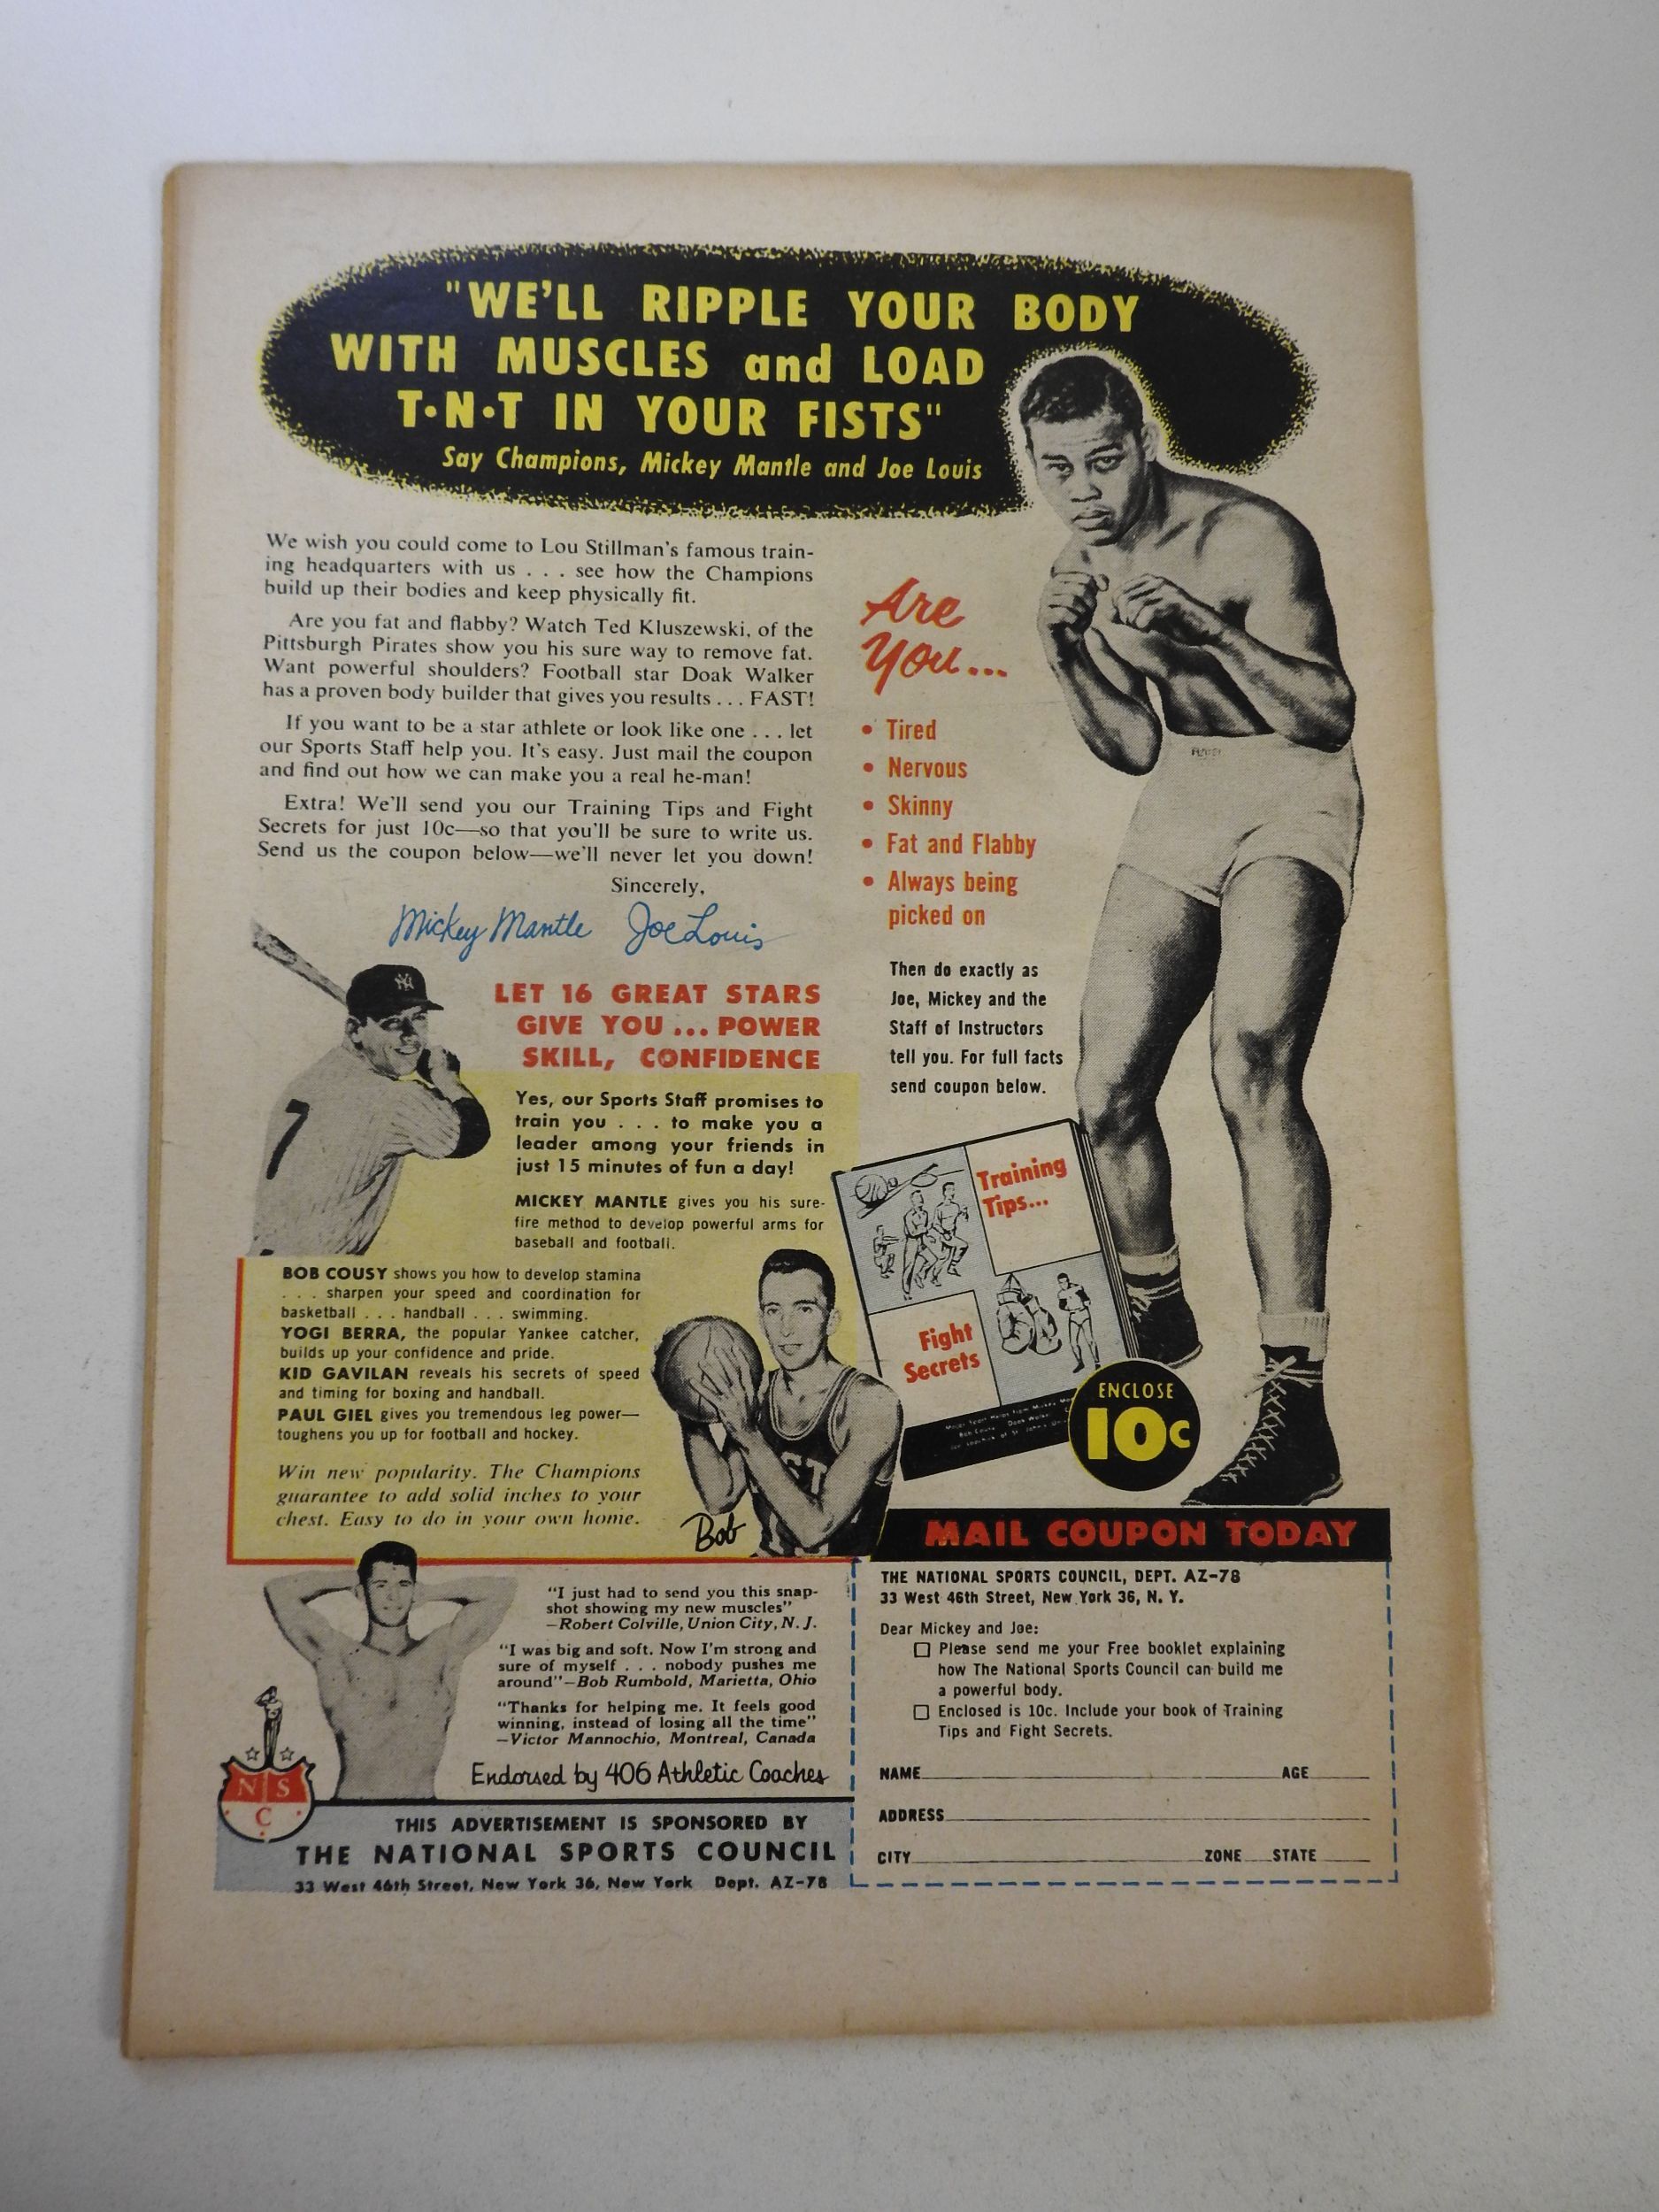 "WE'LL RIPPLE YOUR BODY
WITH MUSCLES and LOAD
T•N•T IN YOUR FISTS"
Say Champions, Mickey Mantle and Joe Louis
We wish you could come to Lou Stillman's famous train-
ing headquarters with us . . . see how the Champions
build up their bodies and keep physically fit.
Are you fat and flabby? Watch Ted Kluszewski, of the
Pittsburgh Pirates show you his sure way to remove fat.
Want powerful shoulders? Football star Doak Walker
has a proven body builder that gives you results . . . FAST!
If you want to be a star athlete or look like one . . . let
our Sports Staff help you. It's easy. Just mail the coupon
and find out how we can make you a real he-man!
Extra! We'll send you our Training Tips and Fight
Secrets for just 10c—so that you'll be sure to write us.
Send us the coupon below—we'll never let you down!
Sincerely,
Mickey Mantle Joe Louis
Are
You...
• Tired
• Nervous
• Skinny
• Fat and Flabby
• Always being
picked on
Then do exactly as
Joe, Mickey and the
Staff of Instructors
tell you. For full facts
send coupon below.
7
LET 16 GREAT STARS
GIVE YOU ... POWER
SKILL, CONFIDENCE
Yes, our Sports Staff promises to
train you . . . to make you a
leader among your friends in
just 15 minutes of fun a day!
MICKEY MANTLE gives you his sure-
fire method to develop powerful arms for
baseball and football.
BOB COUSY shows you how to develop stamina
. . . sharpen your speed and coordination for
basketball . . . handball . . . swimming.
YOGI BERRA, the popular Yankee catcher,
builds up your confidence and pride.
KID GAVILAN reveals his secrets of speed
and timing for boxing and handball.
PAUL GIEL gives you tremendous leg power—
toughens you up for football and hockey.
Win new popularity. The Champions
guarantee to add solid inches to your
chest. Easy to do in your own home.
Bob
Training
Tips...
Fight
Secrets
ENCLOSE
10c
"I just had to send you this snap-
shot showing my new muscles"
—Robert Colville, Union City, N. J.
"I was big and soft. Now I'm strong and
sure of myself . . . nobody pushes me
around"—Bob Rumbold, Marietta, Ohio
"Thanks for helping me. It feels good
winning, instead of losing all the time"
—Victor Mannochio, Montreal, Canada
Endorsed by 406 Athletic Coaches
N S
C
THIS ADVERTISEMENT IS SPONSORED BY
THE NATIONAL SPORTS COUNCIL
33 West 46th Street, New York 36, New York Dept. AZ-78
MAIL COUPON TODAY
THE NATIONAL SPORTS COUNCIL, DEPT. AZ-78
33 West 46th Street, New York 36, N. Y.
Dear Mickey and Joe:
☐ Please send me your Free booklet explaining
how The National Sports Council can build me
a powerful body.
☐ Enclosed is 10c. Include your book of Training
Tips and Fight Secrets.
NAME AGE
ADDRESS
CITY ZONE STATE